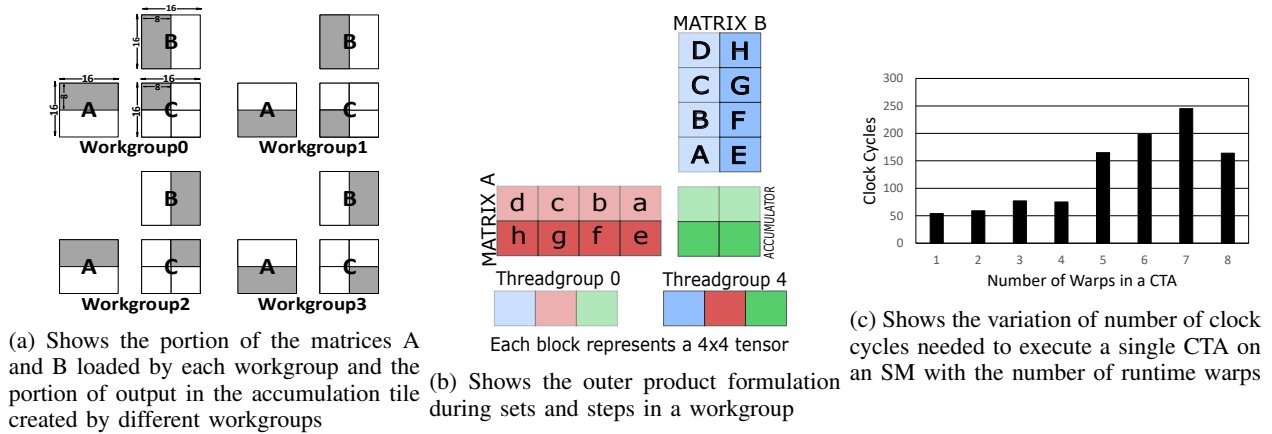 16
8
16
B
16
8
16
A
16
8
16
C
Workgroup0
B
A
C
Workgroup1
B
A
C
Workgroup2
B
A
C
Workgroup3
(a) Shows the portion of the matrices A
and B loaded by each workgroup and the
portion of output in the accumulation tile
created by different workgroups
MATRIX B
D H
C G
B F
A E
MATRIX A
d c b a
h g f e
ACCUMULATOR
Threadgroup 0
Threadgroup 4
Each block represents a 4x4 tensor
(b) Shows the outer product formulation
during sets and steps in a workgroup
300
250
200
150
100
50
0
Clock Cycles
1 2 3 4 5 6 7 8
Number of Warps in a CTA
(c) Shows the variation of number of clock
cycles needed to execute a single CTA on
an SM with the number of runtime warps